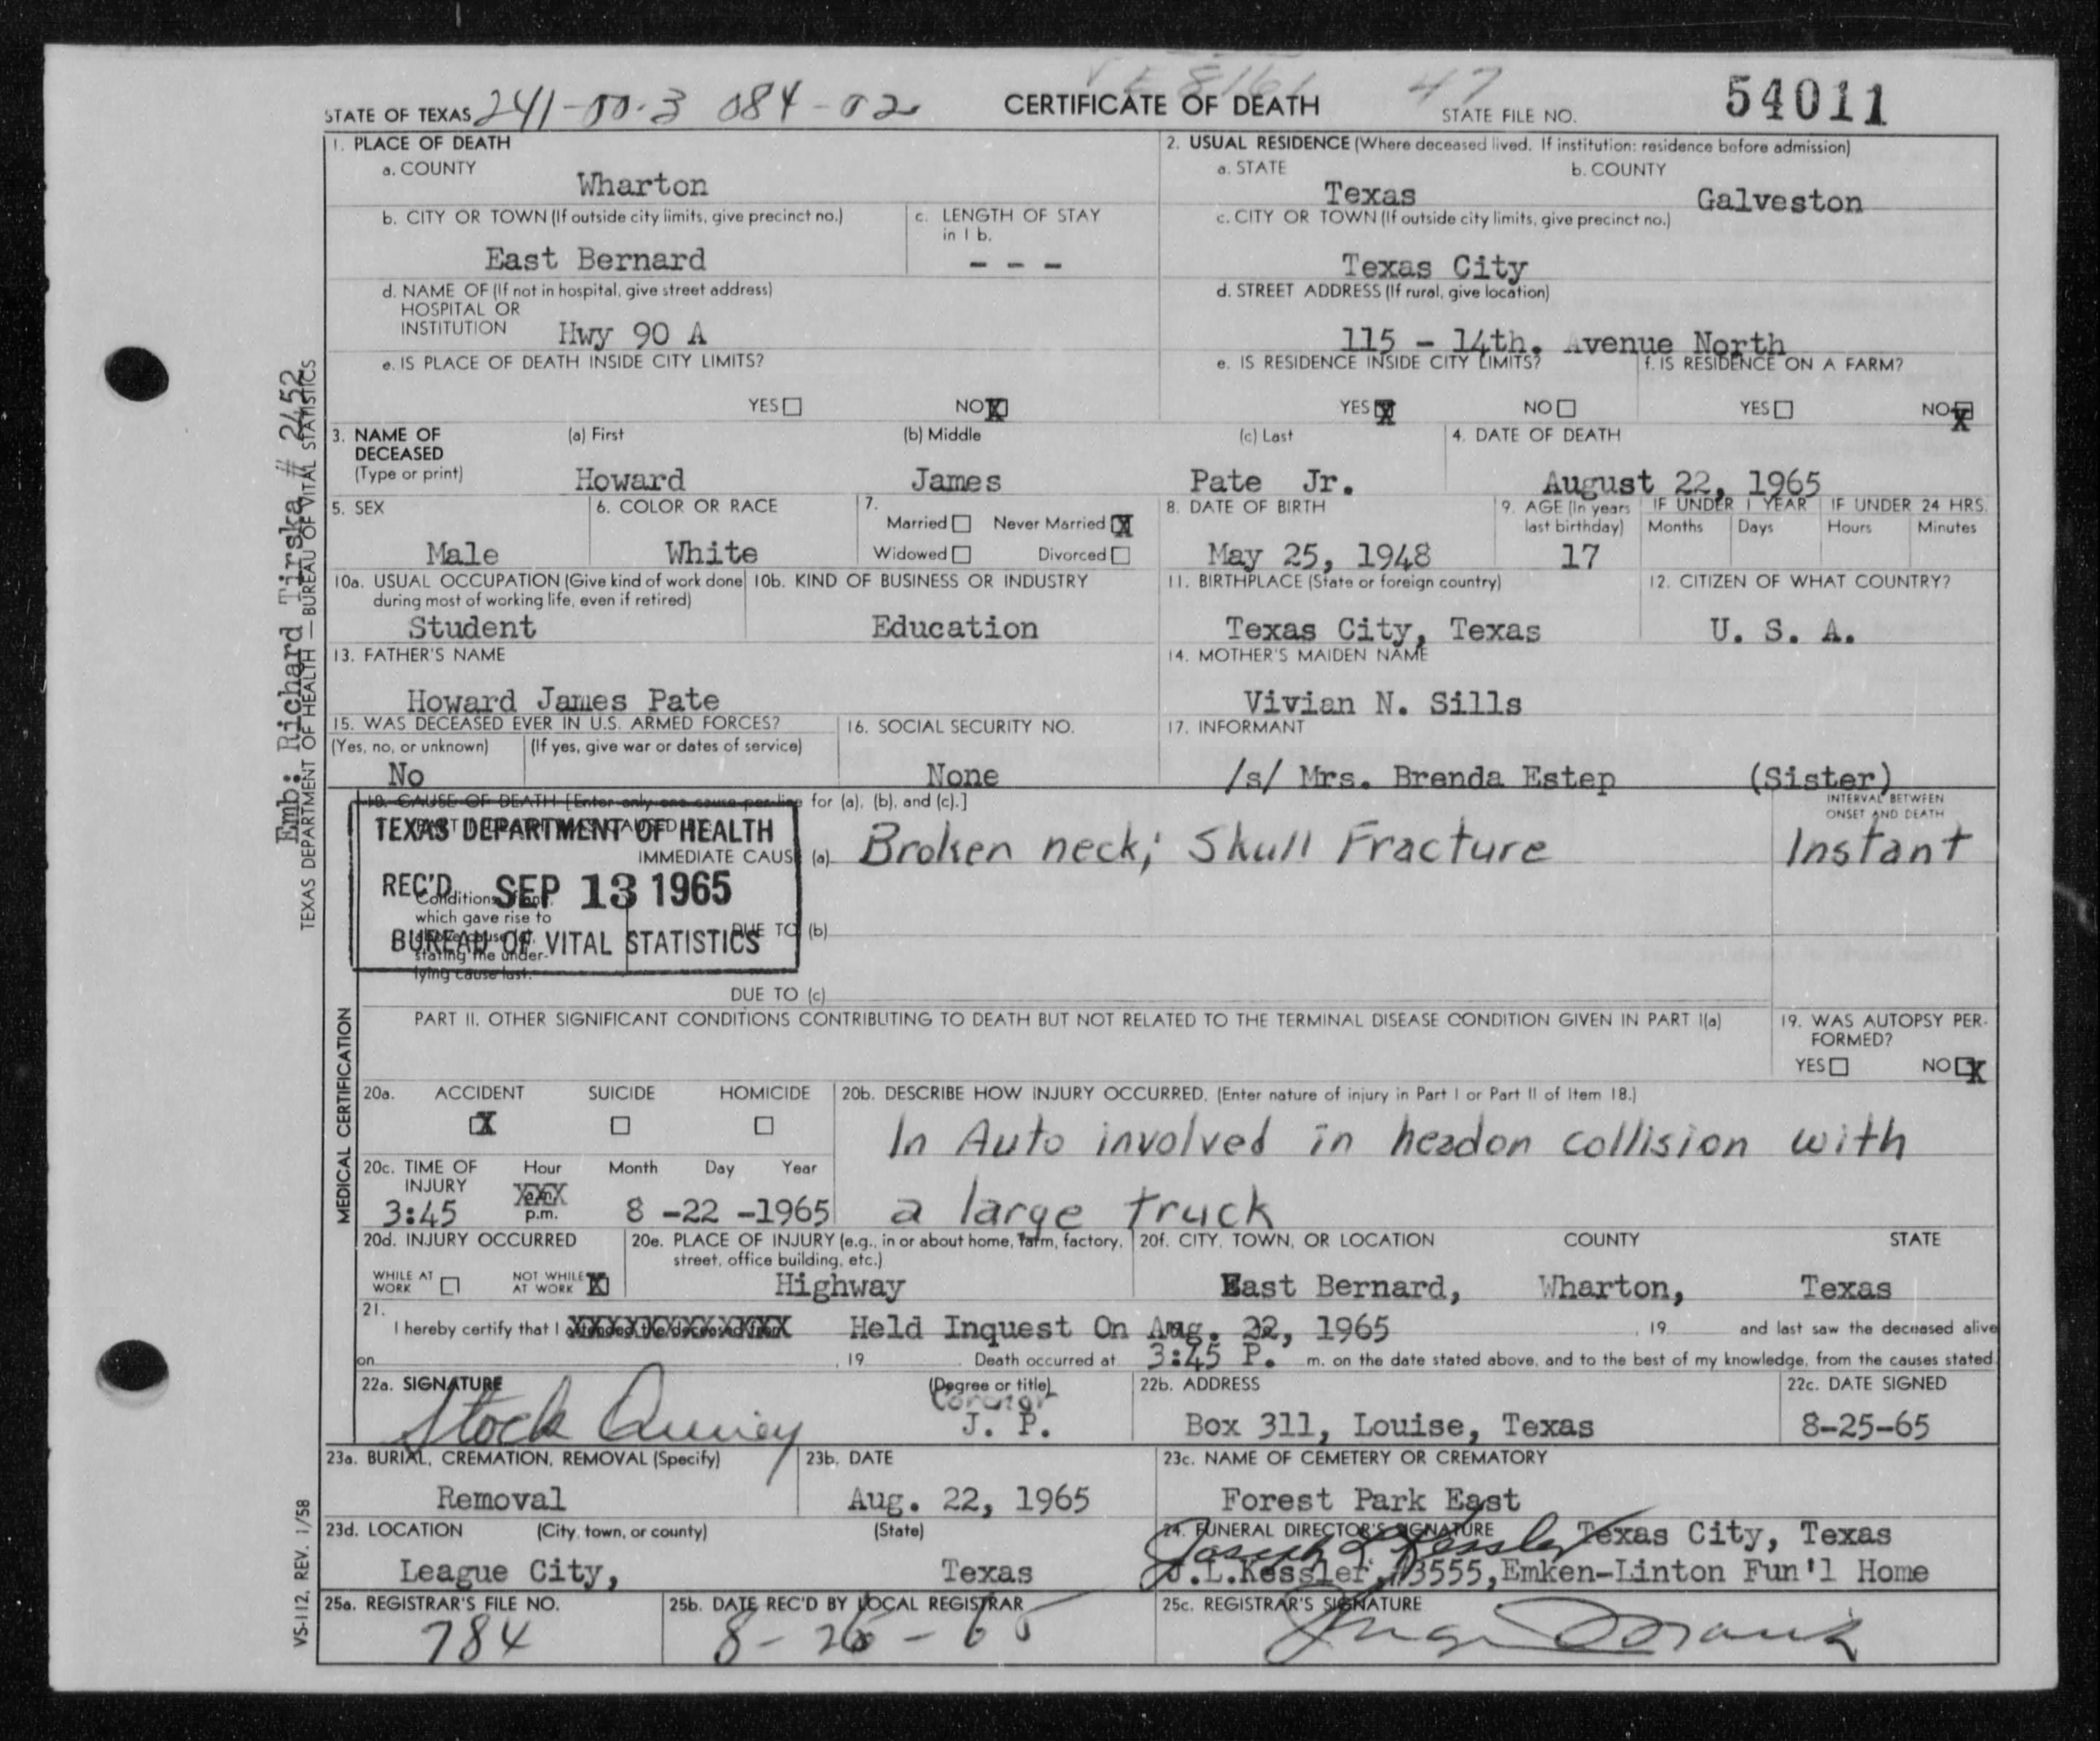 STATE OF TEXAS 241-00-3 084-02 CERTIFICATE OF DEATH 47 STATE FILE NO. 54011
1. PLACE OF DEATH
a. COUNTY
Wharton
2. USUAL RESIDENCE (Where deceased lived. If institution: residence before admission)
a. STATE b. COUNTY
Texas Galveston
b. CITY OR TOWN (If outside city limits, give precinct no.) c. LENGTH OF STAY in 1 b.
East Bernard - - -
c. CITY OR TOWN (If outside city limits, give precinct no.)
Texas City
d. NAME OF (If not in hospital, give street address)
HOSPITAL OR
INSTITUTION Hwy 90 A
d. STREET ADDRESS (If rural, give location)
115 - 14th. Avenue North
e. IS PLACE OF DEATH INSIDE CITY LIMITS?
YES NO X
e. IS RESIDENCE INSIDE CITY LIMITS? f. IS RESIDENCE ON A FARM?
YES X NO YES NO X
3. NAME OF DECEASED (Type or print) (a) First (b) Middle (c) Last 4. DATE OF DEATH
Howard James Pate Jr. August 22, 1965
5. SEX 6. COLOR OR RACE 7. Married Never Married X Widowed Divorced
Male White
8. DATE OF BIRTH 9. AGE (In years last birthday) IF UNDER 1 YEAR Months Days IF UNDER 24 HRS. Hours Minutes
May 25, 1948 17
10a. USUAL OCCUPATION (Give kind of work done during most of working life, even if retired) 10b. KIND OF BUSINESS OR INDUSTRY
Student Education
11. BIRTHPLACE (State or foreign country) 12. CITIZEN OF WHAT COUNTRY?
Texas City, Texas U. S. A.
13. FATHER'S NAME 14. MOTHER'S MAIDEN NAME
Howard James Pate Vivian N. Sills
15. WAS DECEASED EVER IN U.S. ARMED FORCES? 16. SOCIAL SECURITY NO. 17. INFORMANT
(Yes, no, or unknown) (If yes, give war or dates of service)
No None /s/ Mrs. Brenda Estep (Sister)
18. CAUSE OF DEATH [Enter only one cause per line for (a), (b), and (c).] INTERVAL BETWEEN ONSET AND DEATH
TEXAS DEPARTMENT OF HEALTH
IMMEDIATE CAUSE (a) Broken neck; Skull Fracture Instant
REC'D SEP 13 1965
Conditions
which gave rise to
BUREAU OF VITAL STATISTICS
DUE TO (b)
stating the under-
lying cause last.
DUE TO (c)
PART II. OTHER SIGNIFICANT CONDITIONS CONTRIBUTING TO DEATH BUT NOT RELATED TO THE TERMINAL DISEASE CONDITION GIVEN IN PART I(a)
19. WAS AUTOPSY PERFORMED?
YES NO X
MEDICAL CERTIFICATION
20a. ACCIDENT SUICIDE HOMICIDE
X
20b. DESCRIBE HOW INJURY OCCURRED. (Enter nature of injury in Part I or Part II of Item 18.)
In Auto involved in headon collision with
a large truck
20c. TIME OF INJURY Hour Month Day Year
3:45 p.m. 8 -22 -1965
20d. INJURY OCCURRED
WHILE AT WORK NOT WHILE AT WORK X
20e. PLACE OF INJURY (e.g., in or about home, farm, factory, street, office building, etc.)
Highway
20f. CITY, TOWN, OR LOCATION COUNTY STATE
East Bernard, Wharton, Texas
21. I hereby certify that I attended the deceased from Held Inquest On Aug. 22, 1965, 19 and last saw the deceased alive
on , 19 . Death occurred at 3:45 P. m. on the date stated above, and to the best of my knowledge, from the causes stated.
22a. SIGNATURE (Degree or title) 22b. ADDRESS 22c. DATE SIGNED
Coroner
J. P. Box 311, Louise, Texas 8-25-65
23a. BURIAL, CREMATION, REMOVAL (Specify) 23b. DATE 23c. NAME OF CEMETERY OR CREMATORY
Removal Aug. 22, 1965 Forest Park East
23d. LOCATION (City, town, or county) (State)
League City, Texas
24. FUNERAL DIRECTOR'S SIGNATURE Texas City, Texas
Joseph L Kessler
J.L.Kessler, #3555, Emken-Linton Fun'l Home
25a. REGISTRAR'S FILE NO. 25b. DATE REC'D BY LOCAL REGISTRAR 25c. REGISTRAR'S SIGNATURE
784 8-26-65
Emb: Richard Tirska # 2452
TEXAS DEPARTMENT OF HEALTH — BUREAU OF VITAL STATISTICS
VS-112, REV. 1/58